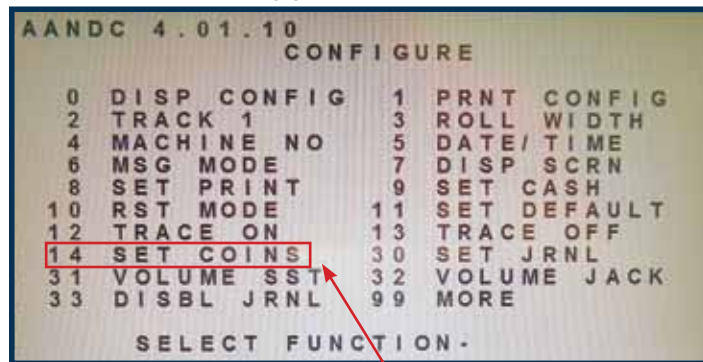 AANDC 4.01.10
CONFIGURE
0 DISP CONFIG 1 PRNT CONFIG
2 TRACK 1 3 ROLL WIDTH
4 MACHINE NO 5 DATE/TIME
6 MSG MODE 7 DISP SCRN
8 SET PRINT 9 SET CASH
10 RST MODE 11 SET DEFAULT
12 TRACE ON 13 TRACE OFF
14 SET COINS 30 SET JRNL
31 VOLUME SST 32 VOLUME JACK
33 DISBL JRNL 99 MORE
SELECT FUNCTION-